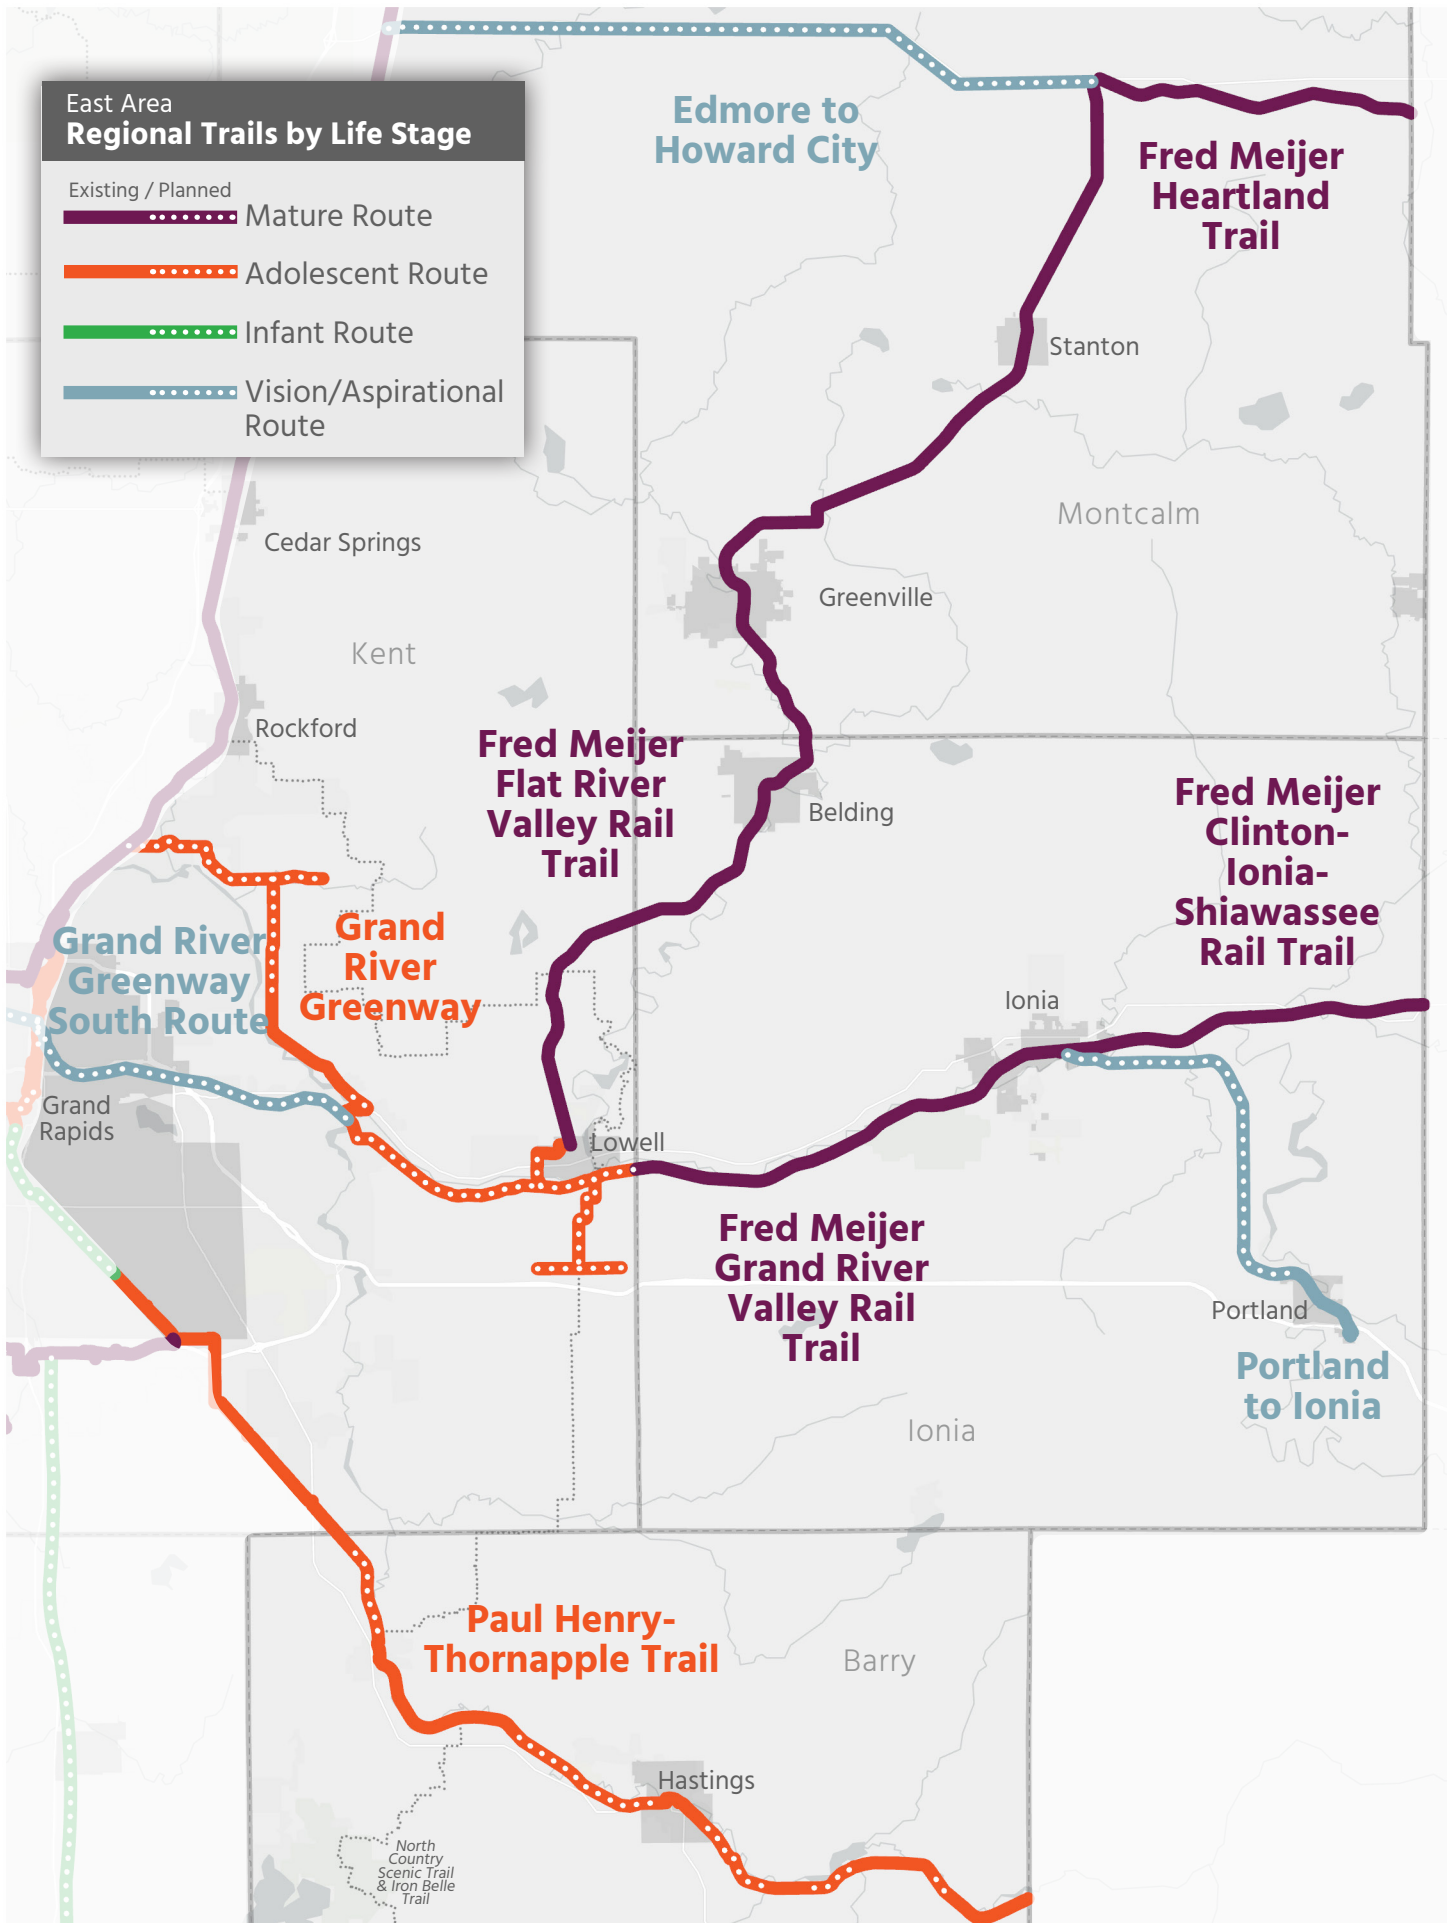 East Area
Regional Trails by Life Stage
Existing / Planned
Mature Route
Adolescent Route
Infant Route
Vision/Aspirational
Route
Edmore to
Howard City
Fred Meijer
Heartland
Trail
Stanton
Montcalm
Cedar Springs
Greenville
Kent
Rockford
Fred Meijer
Flat River
Valley Rail
Trail
Belding
Fred Meijer
Clinton-
Ionia-
Shiawassee
Rail Trail
Grand River
Greenway
South Route
Grand
River
Greenway
Ionia
Grand
Rapids
Lowell
Fred Meijer
Grand River
Valley Rail
Trail
Portland
Portland
to Ionia
Ionia
Paul Henry-
Thornapple Trail
Barry
Hastings
North
Country
Scenic Trail
& Iron Belle
Trail